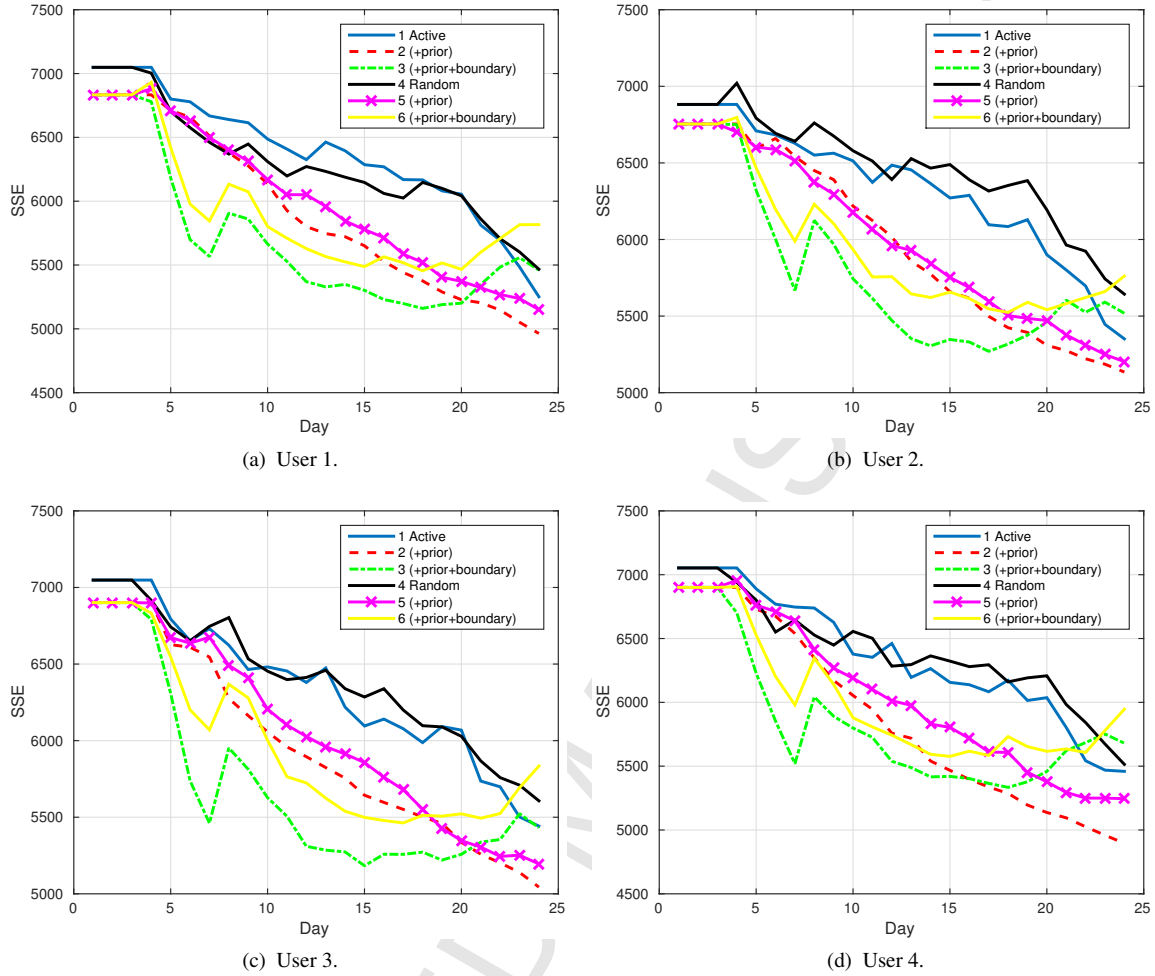 7500
7000
6500
6000
5500
5000
4500
SSE
0 5 10 15 20 25
Day
1 Active
2 (+prior)
3 (+prior+boundary)
4 Random
5 (+prior)
6 (+prior+boundary)
(a) User 1.
7500
7000
6500
6000
5500
5000
SSE
0 5 10 15 20 25
Day
1 Active
2 (+prior)
3 (+prior+boundary)
4 Random
5 (+prior)
6 (+prior+boundary)
(b) User 2.
7500
7000
6500
6000
5500
5000
SSE
0 5 10 15 20 25
Day
1 Active
2 (+prior)
3 (+prior+boundary)
4 Random
5 (+prior)
6 (+prior+boundary)
(c) User 3.
7500
7000
6500
6000
5500
5000
4500
SSE
0 5 10 15 20 25
Day
1 Active
2 (+prior)
3 (+prior+boundary)
4 Random
5 (+prior)
6 (+prior+boundary)
(d) User 4.